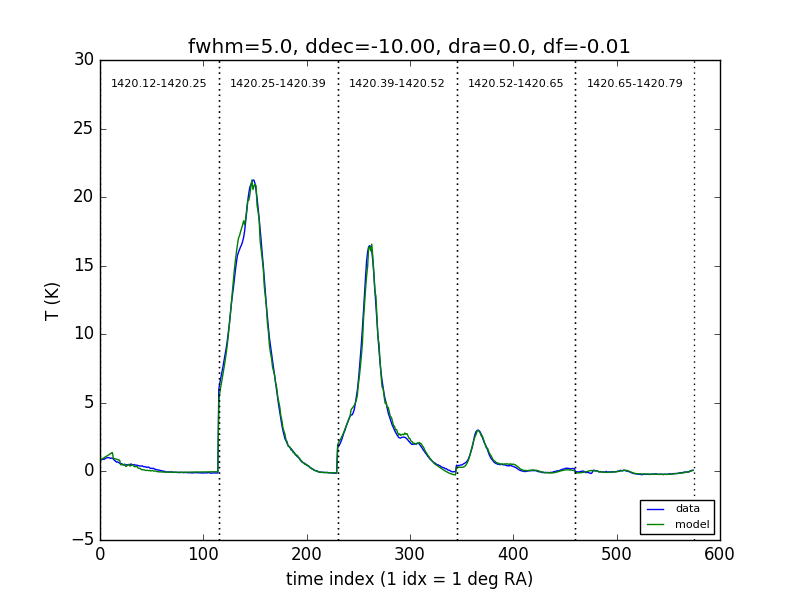 fwhm=5.0, ddec=-10.00, dra=0.0, df=-0.01
30
1420.12-1420.25 1420.25-1420.39 1420.39-1420.52 1420.52-1420.65 1420.65-1420.79
25
20
15
T (K)
10
5
0
data
model
−5
0 100 200 300 400 500 600
time index (1 idx = 1 deg RA)